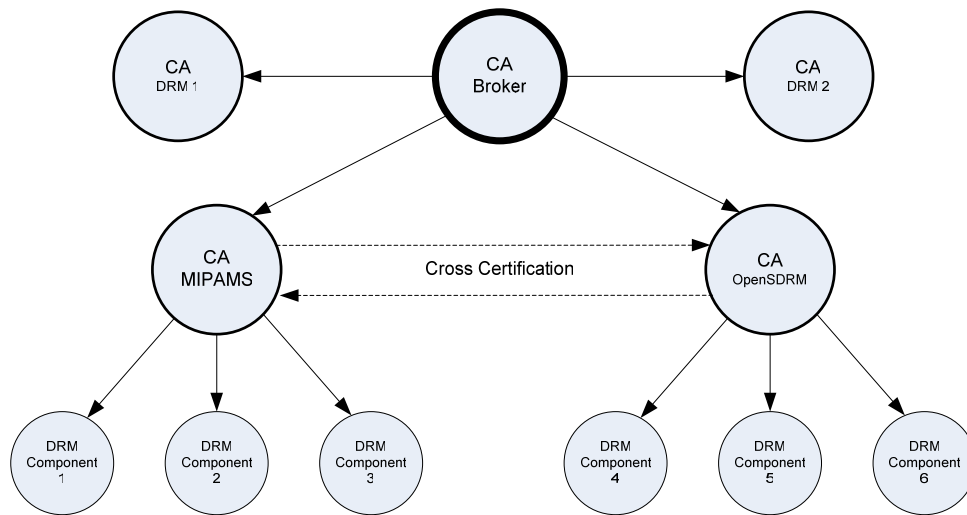 CA
DRM 1
CA
Broker
CA
DRM 2
CA
MIPAMS
Cross Certification
CA
OpenSDRM
DRM
Component
1
DRM
Component
2
DRM
Component
3
DRM
Component
4
DRM
Component
5
DRM
Component
6